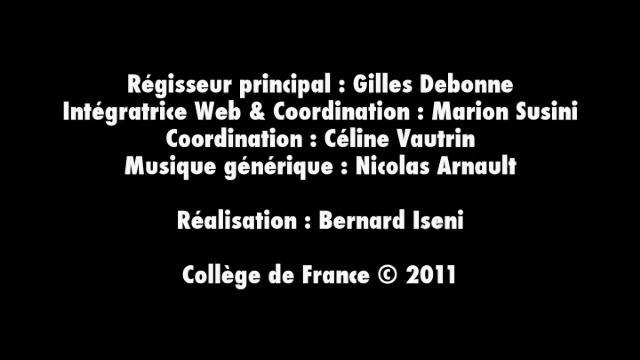 Régisseur principal : Gilles Debonne
Intégratrice Web & Coordination : Marion Susini
Coordination : Céline Vautrin
Musique générique : Nicolas Arnault
Réalisation : Bernard Iseni
Collège de France © 2011